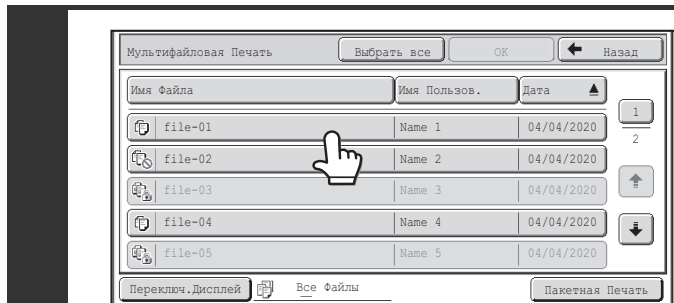 Мультифайловая Печать Выбрать все OK Назад
Имя Файла Имя Пользов. Дата
file-01 Name 1 04/04/2020 1
2
file-02 Name 2 04/04/2020
file-03 Name 3 04/04/2020
file-04 Name 4 04/04/2020
file-05 Name 5 04/04/2020
Переключ.Дисплей Все Файлы Пакетная Печать